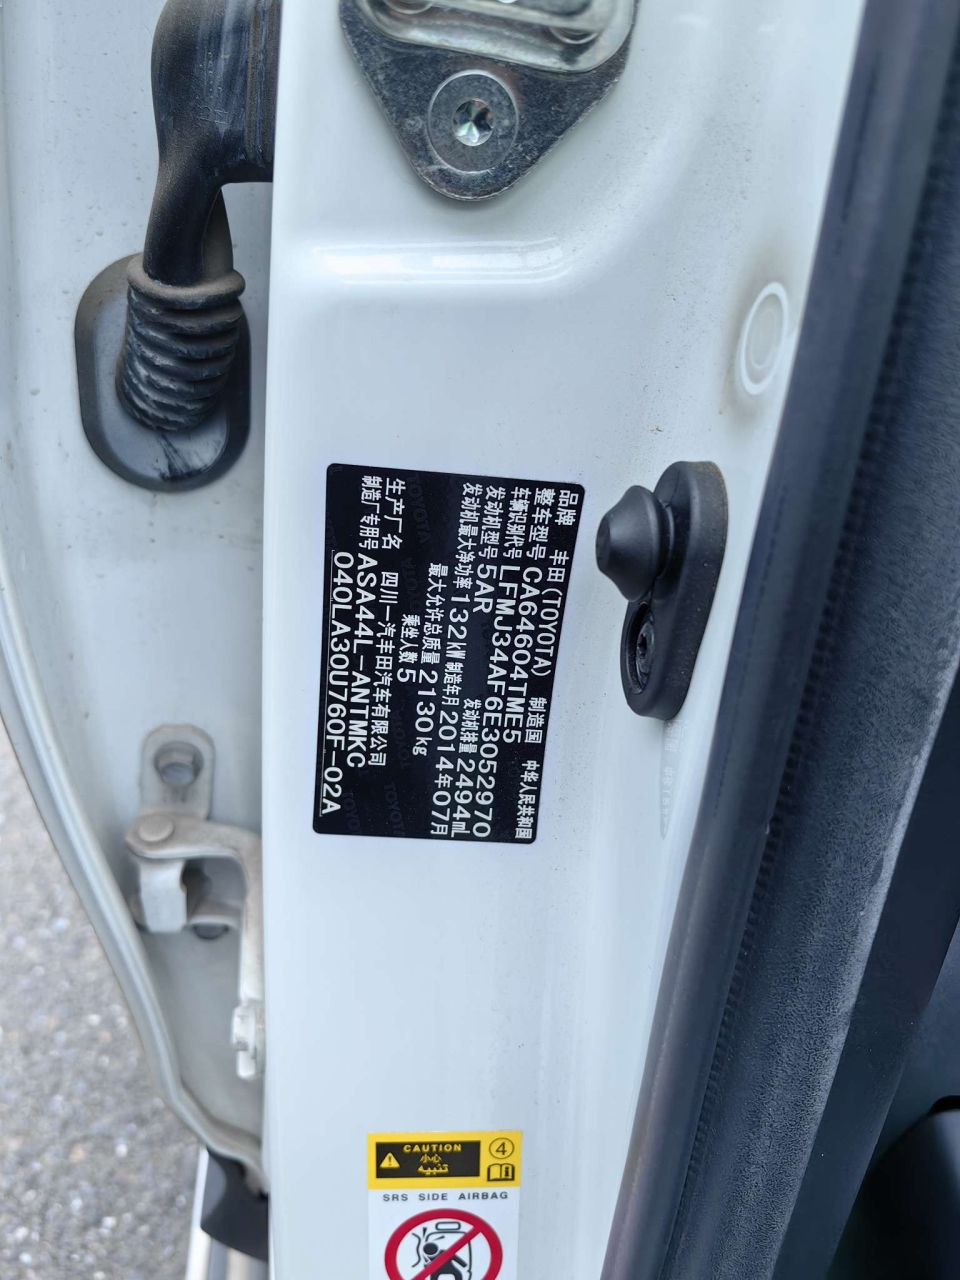 品牌 丰田(TOYOTA) 制造国 中华人民共和国
整车型号 CA64604TME5
车辆识别代号 LFMJ34AF6E3052970
发动机型号 5AR 发动机排量 2494mL
发动机最大净功率 132kW 制造年月 2014年07月
最大允许总质量 2130kg
乘坐人数 5
生产厂名 四川一汽丰田汽车有限公司
制造厂专用号 ASA44L-ANTMKC
040LA30U760F-02A
CAUTION
小心
تنبيه
4
SRS SIDE AIRBAG